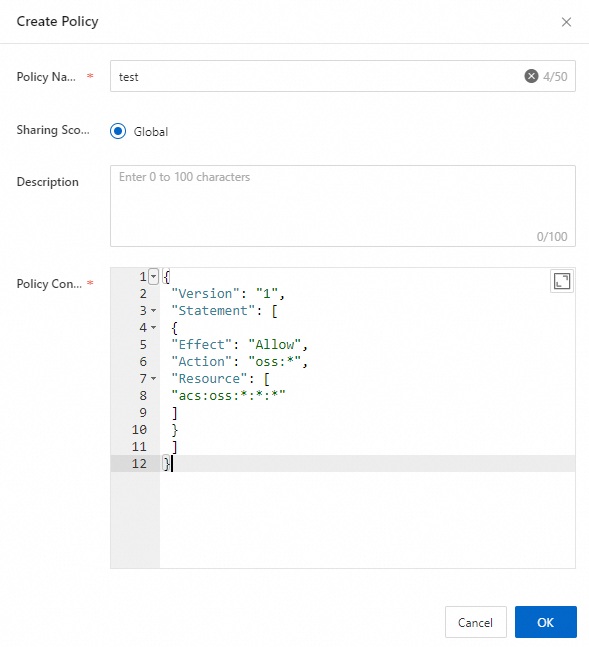 Create Policy
Policy Na... * test 4/50
Sharing Sco... Global
Description Enter 0 to 100 characters
0/100
Policy Con... *
1 {
2 "Version": "1",
3 "Statement": [
4 {
5 "Effect": "Allow",
6 "Action": "oss:*",
7 "Resource": [
8 "acs:oss:*:*:*"
9 ]
10 }
11 ]
12 }
Cancel OK